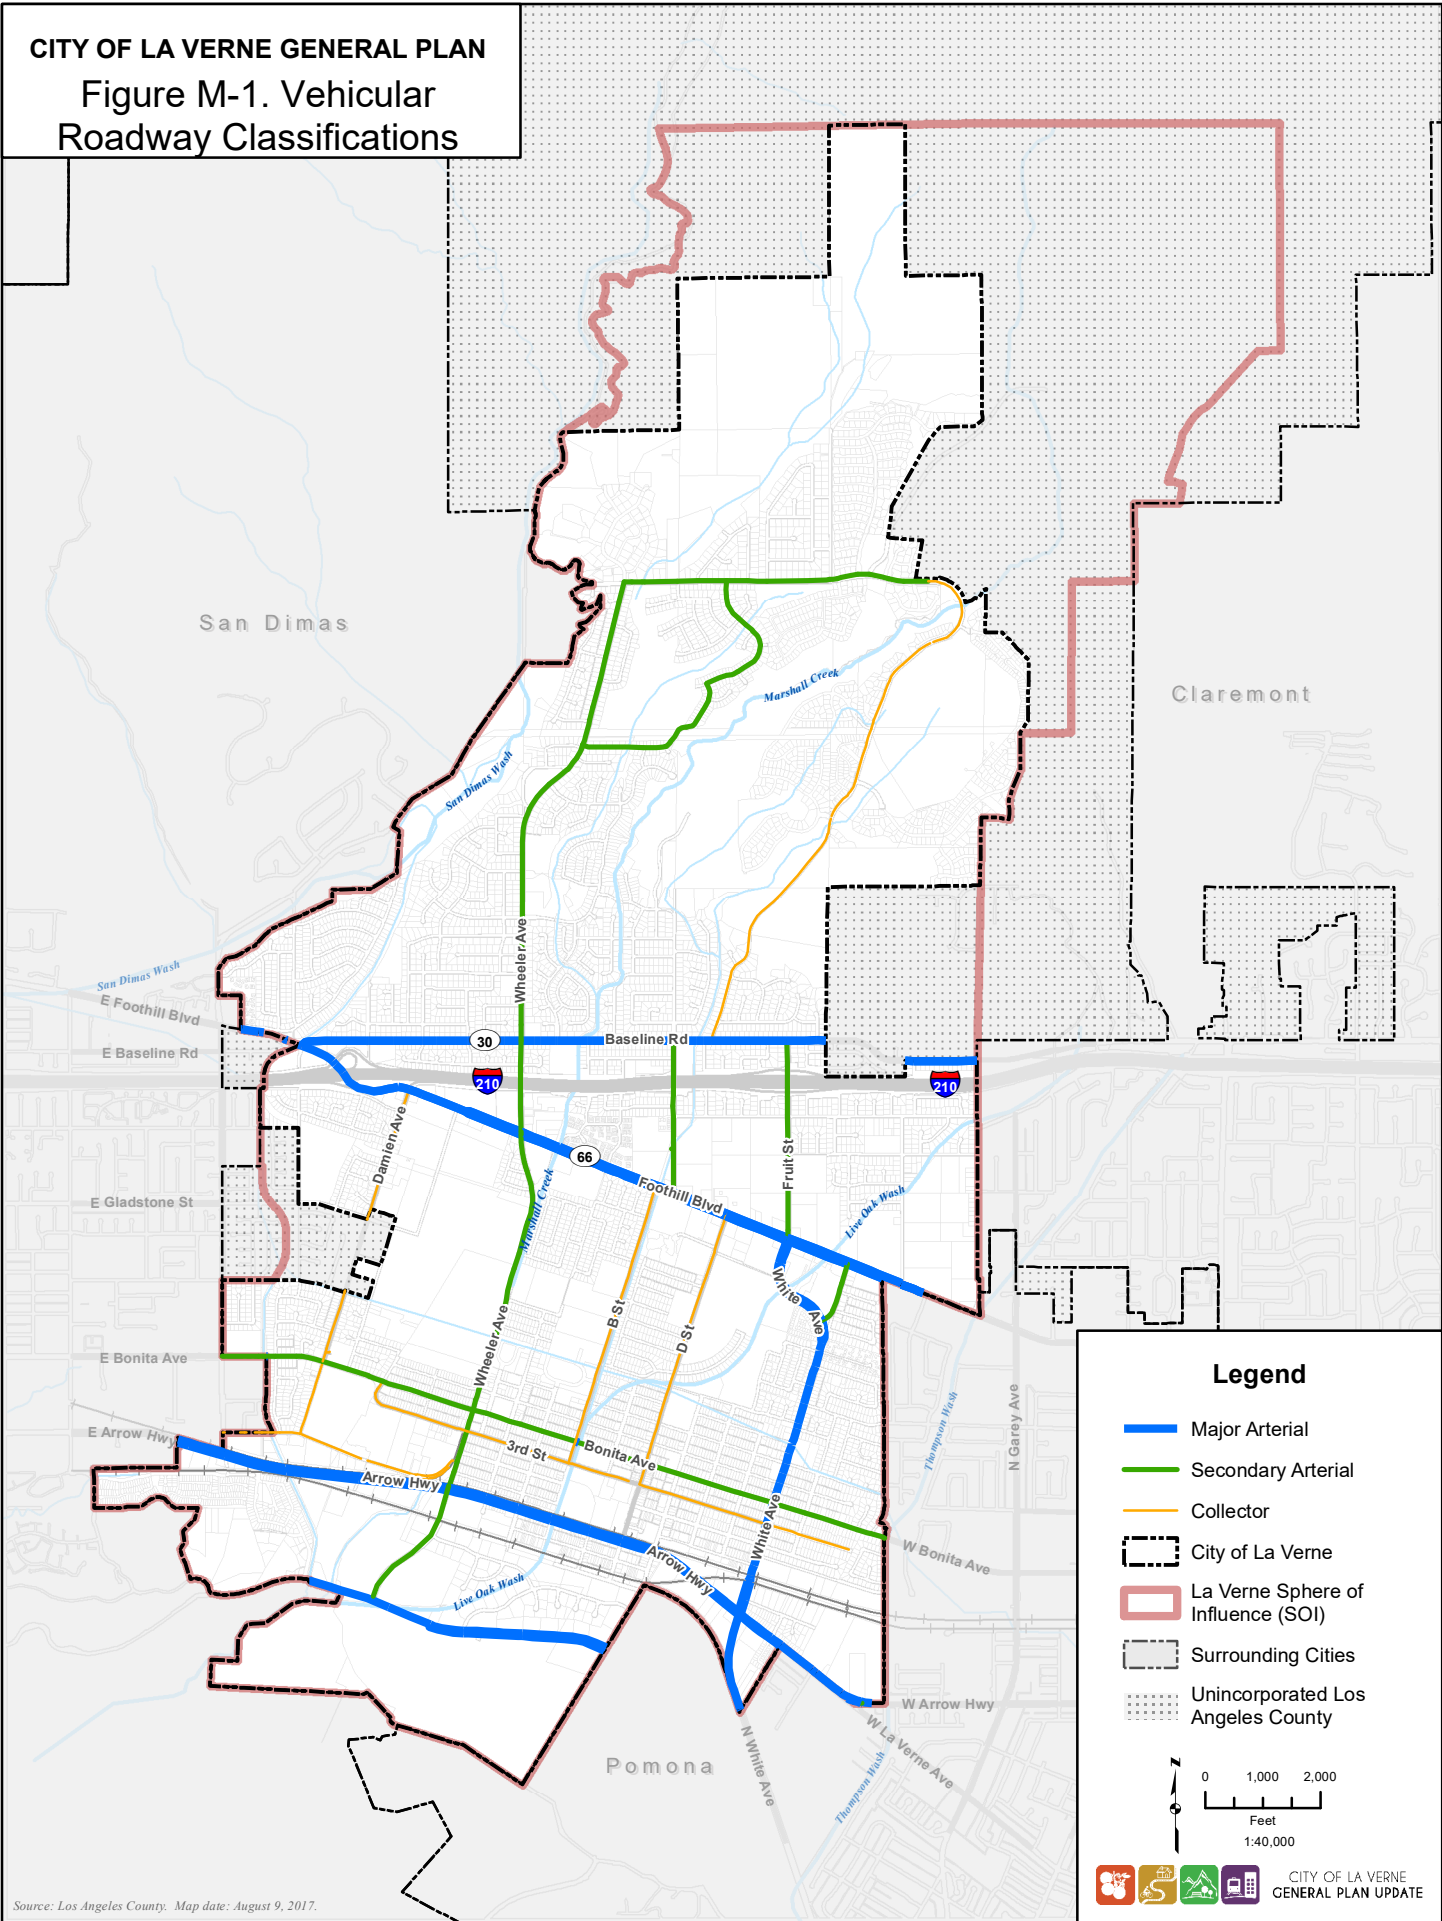 CITY OF LA VERNE GENERAL PLAN
Figure M-1. Vehicular
Roadway Classifications
San Dimas
Claremont
Marshall Creek
San Dimas Wash
Wheeler Ave
San Dimas Wash
E Foothill Blvd
E Baseline Rd
30
Baseline Rd
210
210
Damien Ave
66
Fruit St
Foothill Blvd
Marshall Creek
E Gladstone St
Live Oak Wash
White Ave
B St
D St
Wheeler Ave
E Bonita Ave
E Arrow Hwy
3rd St
Bonita Ave
Arrow Hwy
White Ave
Thompson Wash
N Garey Ave
W Bonita Ave
Arrow Hwy
Live Oak Wash
W Arrow Hwy
W La Verne Ave
N White Ave
Thompson Wash
Pomona
Legend
Major Arterial
Secondary Arterial
Collector
City of La Verne
La Verne Sphere of
Influence (SOI)
Surrounding Cities
Unincorporated Los
Angeles County
N
0 1,000 2,000
Feet
1:40,000
CITY OF LA VERNE
GENERAL PLAN UPDATE
Source: Los Angeles County. Map date: August 9, 2017.